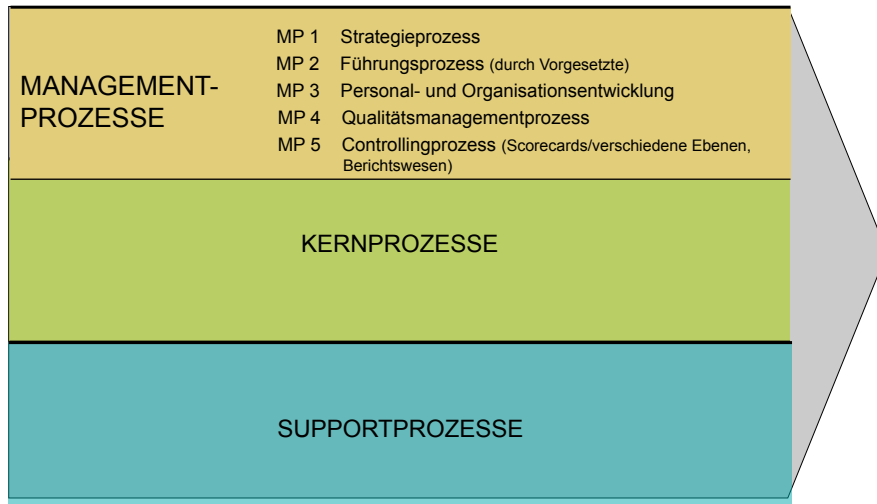 MANAGEMENT-
PROZESSE
MP 1 Strategieprozess
MP 2 Führungsprozess (durch Vorgesetzte)
MP 3 Personal- und Organisationsentwicklung
MP 4 Qualitätsmanagementprozess
MP 5 Controllingprozess (Scorecards/verschiedene Ebenen,
Berichtswesen)
KERNPROZESSE
SUPPORTPROZESSE